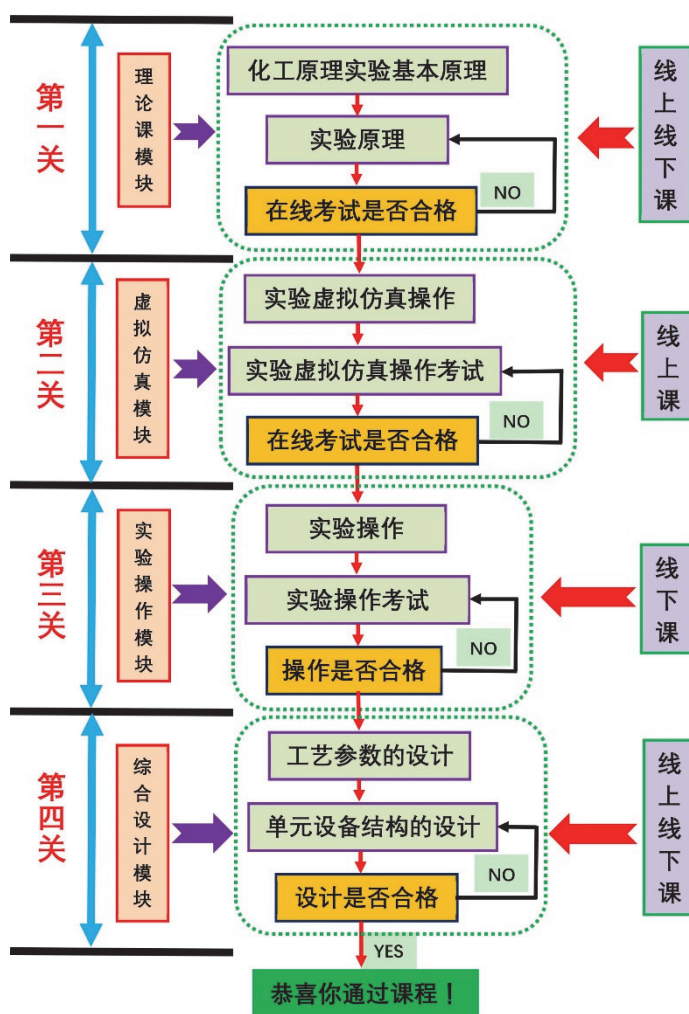 第一关
理论课模块
化工原理实验基本原理
实验原理
NO
在线考试是否合格
线上线下课
第二关
虚拟仿真模块
实验虚拟仿真操作
实验虚拟仿真操作考试
NO
在线考试是否合格
线上课
第三关
实验操作模块
实验操作
实验操作考试
NO
操作是否合格
线下课
第四关
综合设计模块
工艺参数的设计
单元设备结构的设计
NO
设计是否合格
线上线下课
YES
恭喜你通过课程！